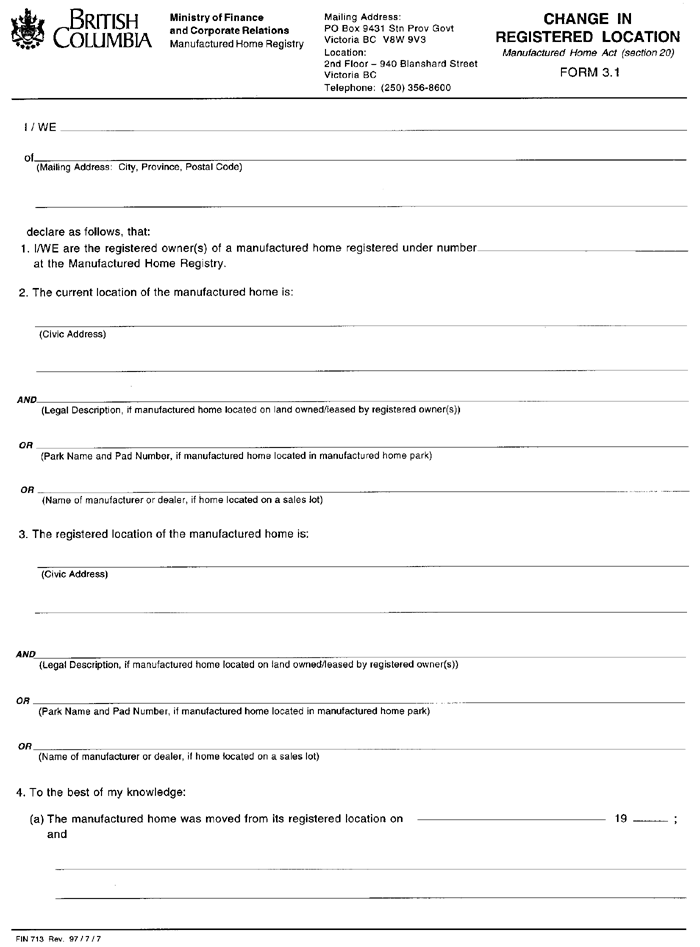 BRITISH
COLUMBIA
Ministry of Finance
and Corporate Relations
Manufactured Home Registry
Mailing Address:
PO Box 9431 Stn Prov Govt
Victoria BC V8W 9V3
Location:
2nd Floor – 940 Blanshard Street
Victoria BC
Telephone: (250) 356-8600
CHANGE IN
REGISTERED LOCATION
Manufactured Home Act (section 20)
FORM 3.1
I / WE
of
(Mailing Address: City, Province, Postal Code)
declare as follows, that:
1. I/WE are the registered owner(s) of a manufactured home registered under number
at the Manufactured Home Registry.
2. The current location of the manufactured home is:
(Civic Address)
AND
(Legal Description, if manufactured home located on land owned/leased by registered owner(s))
OR
(Park Name and Pad Number, if manufactured home located in manufactured home park)
OR
(Name of manufacturer or dealer, if home located on a sales lot)
3. The registered location of the manufactured home is:
(Civic Address)
AND
(Legal Description, if manufactured home located on land owned/leased by registered owner(s))
OR
(Park Name and Pad Number, if manufactured home located in manufactured home park)
OR
(Name of manufacturer or dealer, if home located on a sales lot)
4. To the best of my knowledge:
(a) The manufactured home was moved from its registered location on 19 ;
and
FIN 713 Rev. 97 / 7 / 7